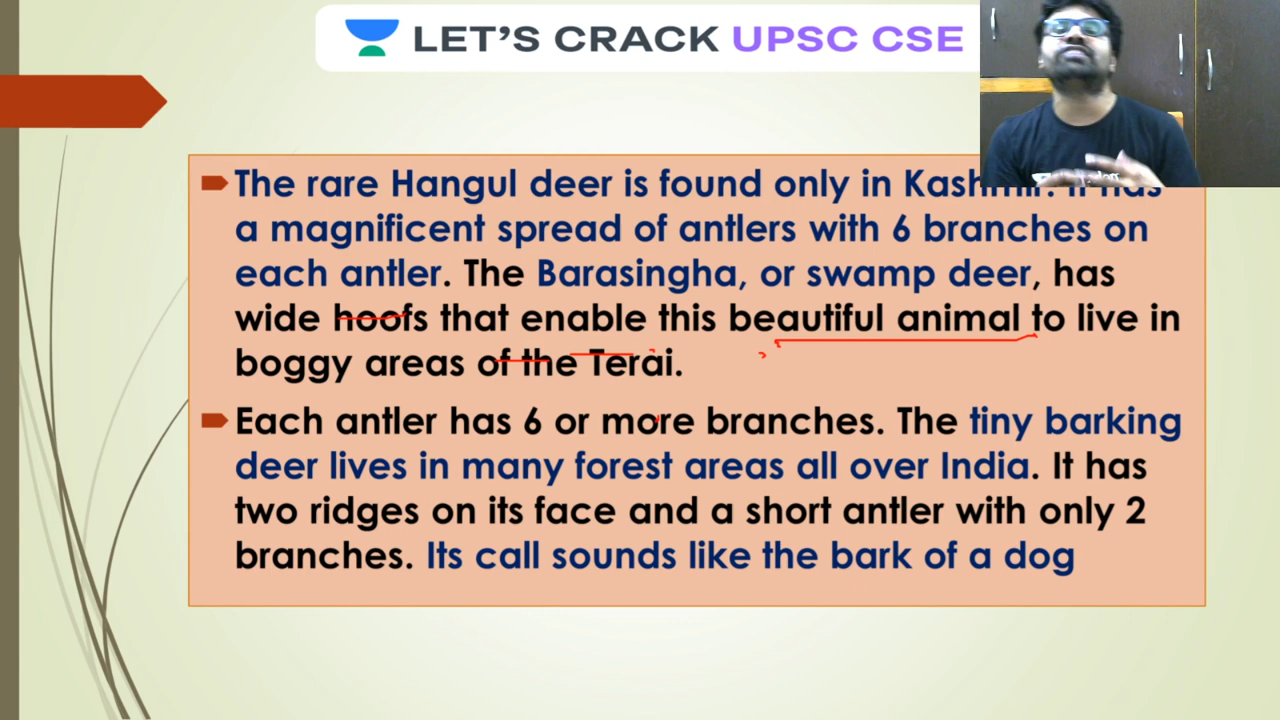 LET'S CRACK UPSC CSE
The rare Hangul deer is found only in Kashmir. It has
a magnificent spread of antlers with 6 branches on
each antler. The Barasingha, or swamp deer, has
wide hoofs that enable this beautiful animal to live in
boggy areas of the Terai.
Each antler has 6 or more branches. The tiny barking
deer lives in many forest areas all over India. It has
two ridges on its face and a short antler with only 2
branches. Its call sounds like the bark of a dog